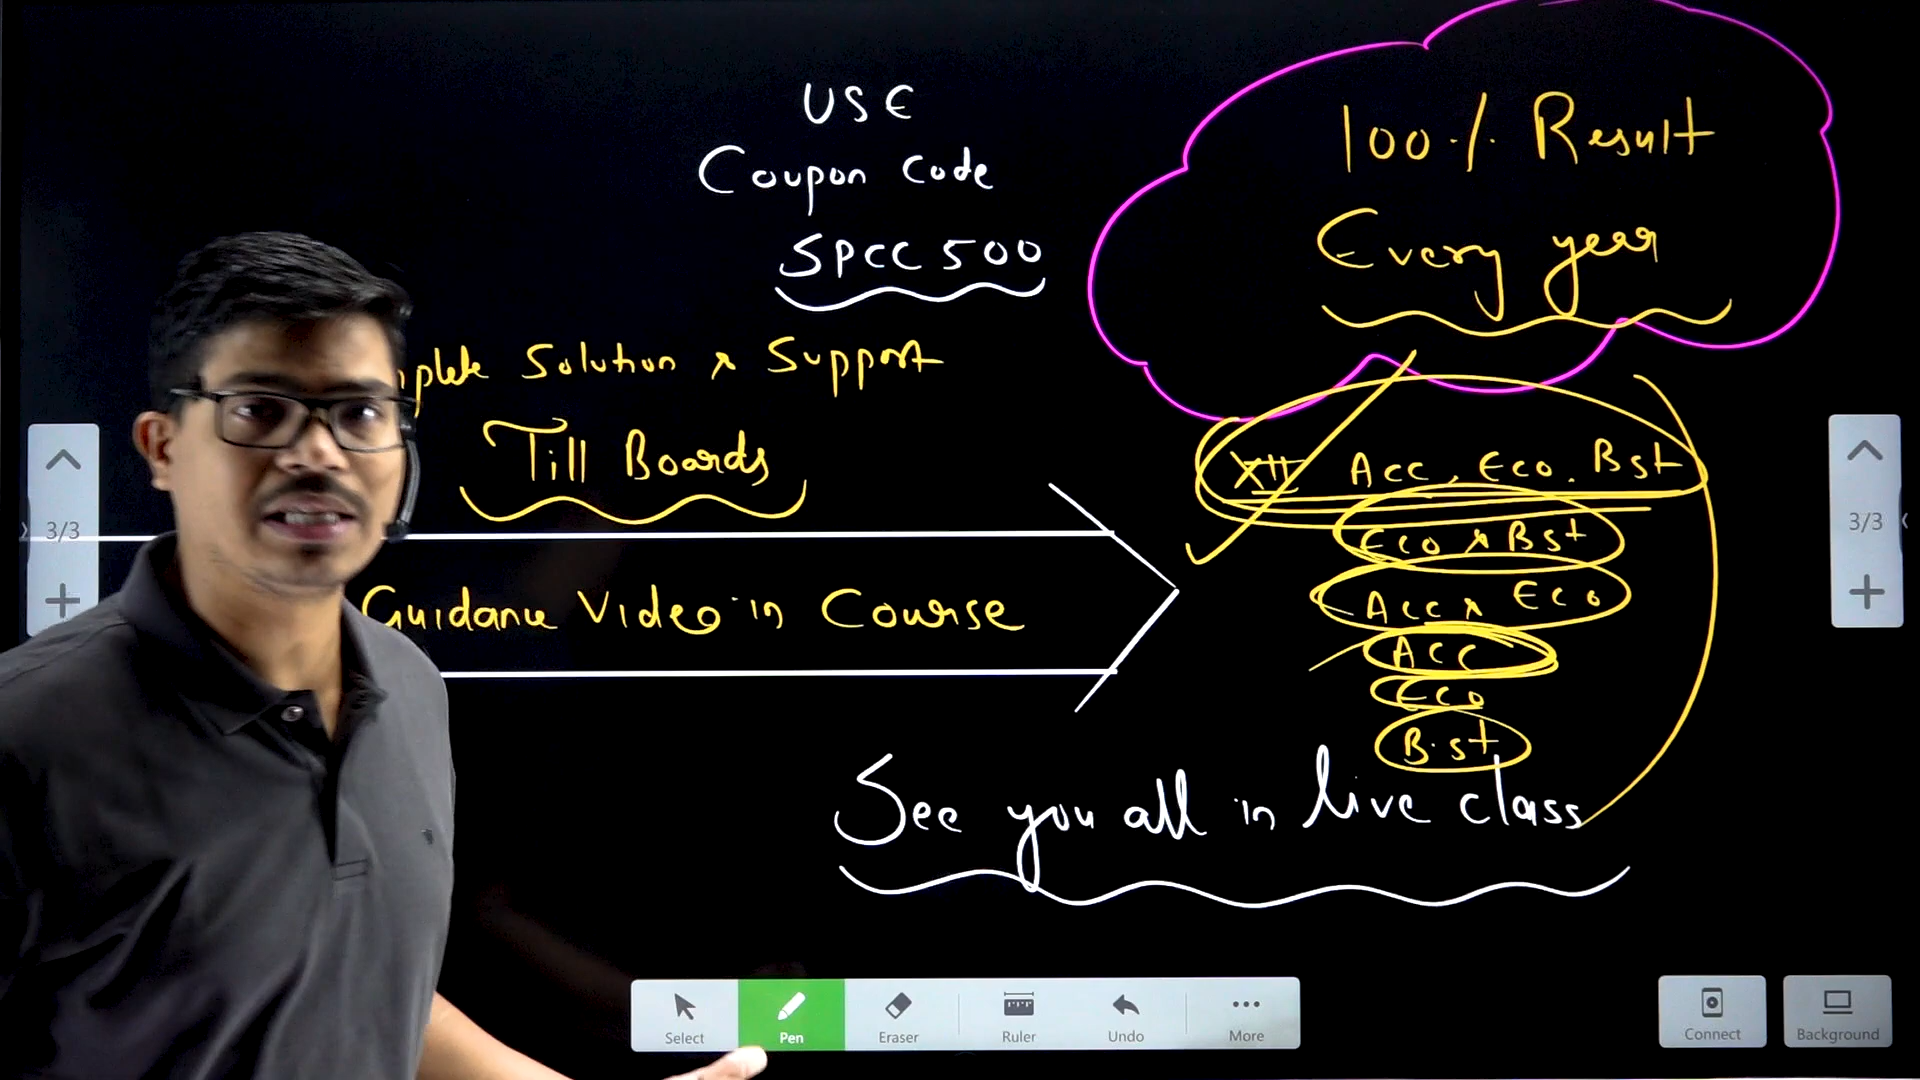 USE
Coupon Code
SPCC 500
100% Result
Every year
Solution & Support
Till Boards
Guidance Video in Course
XII Acc, Eco. Bst
Eco & Bst
Acc & Eco
Acc
Eco
B.st
See you all in live class
3/3
3/3
Select
Pen
Eraser
Ruler
Undo
More
Connect
Background